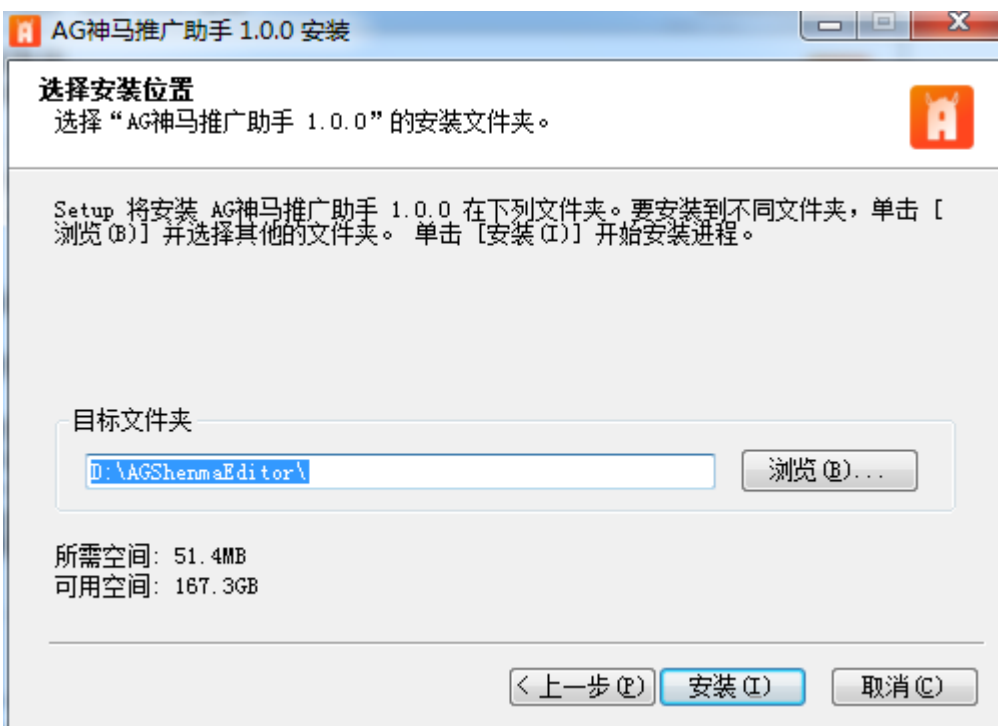 AG神马推广助手 1.0.0 安装
选择安装位置
选择“AG神马推广助手 1.0.0”的安装文件夹。
Setup 将安装 AG神马推广助手 1.0.0 在下列文件夹。要安装到不同文件夹，单击 [
浏览(B)] 并选择其他的文件夹。 单击 [安装(I)] 开始安装进程。
目标文件夹
D:\AGShenmaEditor\
浏览(B)...
所需空间: 51.4MB
可用空间: 167.3GB
< 上一步(P)
安装(I)
取消(C)